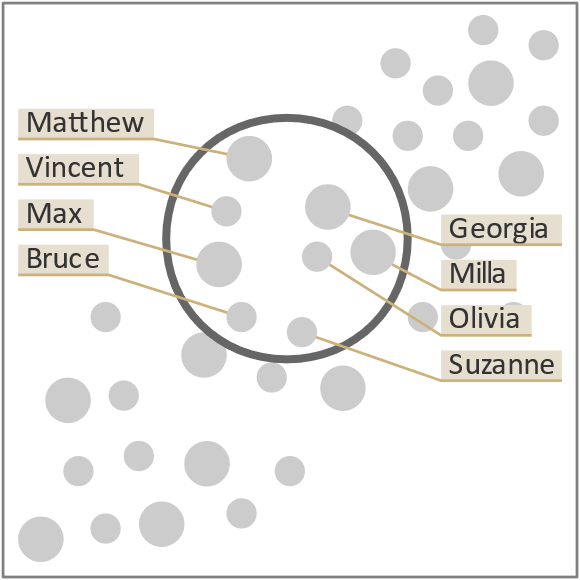 Matthew
Vincent
Max
Bruce
Georgia
Milla
Olivia
Suzanne